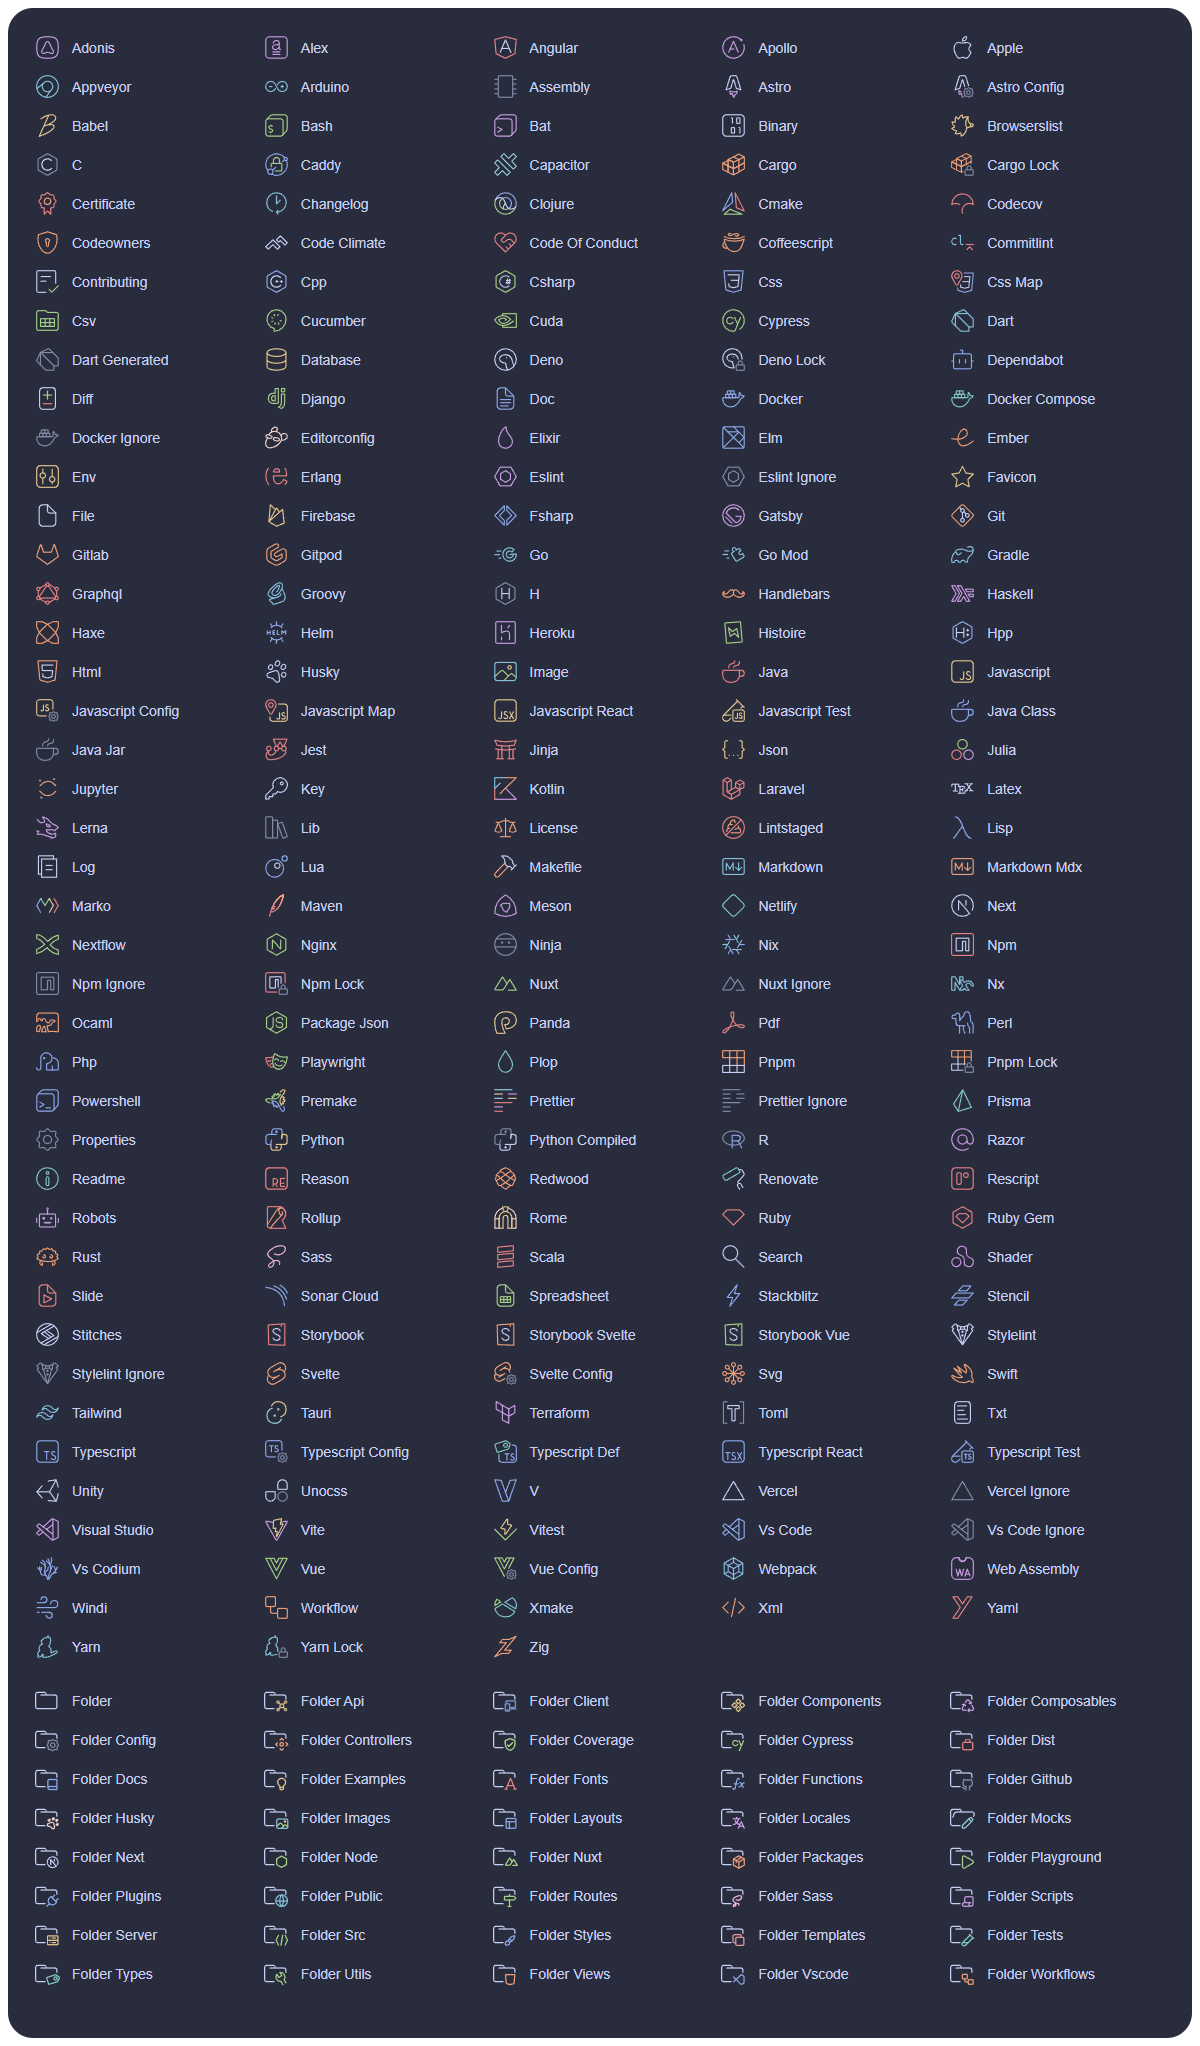 Adonis Alex Angular Apollo Apple
Appveyor Arduino Assembly Astro Astro Config
Babel Bash Bat Binary Browserslist
C Caddy Capacitor Cargo Cargo Lock
Certificate Changelog Clojure Cmake Codecov
Codeowners Code Climate Code Of Conduct Coffeescript Commitlint
Contributing Cpp Csharp Css Css Map
Csv Cucumber Cuda Cypress Dart
Dart Generated Database Deno Deno Lock Dependabot
Diff Django Doc Docker Docker Compose
Docker Ignore Editorconfig Elixir Elm Ember
Env Erlang Eslint Eslint Ignore Favicon
File Firebase Fsharp Gatsby Git
Gitlab Gitpod Go Go Mod Gradle
Graphql Groovy H Handlebars Haskell
Haxe Helm Heroku Histoire Hpp
Html Husky Image Java Javascript
Javascript Config Javascript Map Javascript React Javascript Test Java Class
Java Jar Jest Jinja Json Julia
Jupyter Key Kotlin Laravel Latex
Lerna Lib License Lintstaged Lisp
Log Lua Makefile Markdown Markdown Mdx
Marko Maven Meson Netlify Next
Nextflow Nginx Ninja Nix Npm
Npm Ignore Npm Lock Nuxt Nuxt Ignore Nx
Ocaml Package Json Panda Pdf Perl
Php Playwright Plop Pnpm Pnpm Lock
Powershell Premake Prettier Prettier Ignore Prisma
Properties Python Python Compiled R Razor
Readme Reason Redwood Renovate Rescript
Robots Rollup Rome Ruby Ruby Gem
Rust Sass Scala Search Shader
Slide Sonar Cloud Spreadsheet Stackblitz Stencil
Stitches Storybook Storybook Svelte Storybook Vue Stylelint
Stylelint Ignore Svelte Svelte Config Svg Swift
Tailwind Tauri Terraform Toml Txt
Typescript Typescript Config Typescript Def Typescript React Typescript Test
Unity Unocss V Vercel Vercel Ignore
Visual Studio Vite Vitest Vs Code Vs Code Ignore
Vs Codium Vue Vue Config Webpack Web Assembly
Windi Workflow Xmake Xml Yaml
Yarn Yarn Lock Zig
Folder Folder Api Folder Client Folder Components Folder Composables
Folder Config Folder Controllers Folder Coverage Folder Cypress Folder Dist
Folder Docs Folder Examples Folder Fonts Folder Functions Folder Github
Folder Husky Folder Images Folder Layouts Folder Locales Folder Mocks
Folder Next Folder Node Folder Nuxt Folder Packages Folder Playground
Folder Plugins Folder Public Folder Routes Folder Sass Folder Scripts
Folder Server Folder Src Folder Styles Folder Templates Folder Tests
Folder Types Folder Utils Folder Views Folder Vscode Folder Workflows